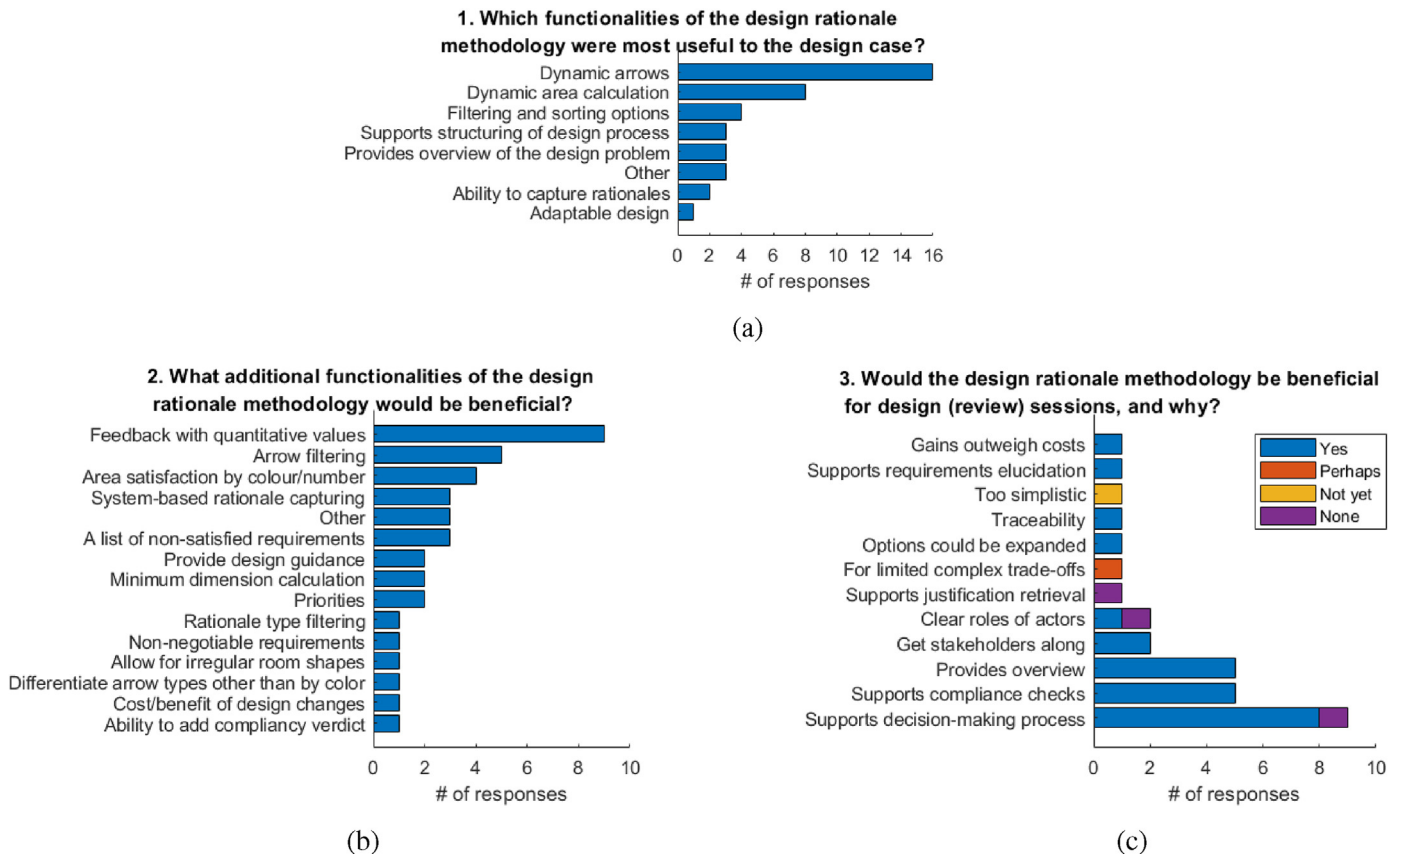 1. Which functionalities of the design rationale
methodology were most useful to the design case?
Dynamic arrows
Dynamic area calculation
Filtering and sorting options
Supports structuring of design process
Provides overview of the design problem
Other
Ability to capture rationales
Adaptable design
0 2 4 6 8 10 12 14 16
# of responses
(a)
2. What additional functionalities of the design
rationale methodology would be beneficial?
Feedback with quantitative values
Arrow filtering
Area satisfaction by colour/number
System-based rationale capturing
Other
A list of non-satisfied requirements
Provide design guidance
Minimum dimension calculation
Priorities
Rationale type filtering
Non-negotiable requirements
Allow for irregular room shapes
Differentiate arrow types other than by color
Cost/benefit of design changes
Ability to add compliancy verdict
0 2 4 6 8 10
# of responses
(b)
3. Would the design rationale methodology be beneficial
for design (review) sessions, and why?
Gains outweigh costs
Supports requirements elucidation
Too simplistic
Traceability
Options could be expanded
For limited complex trade-offs
Supports justification retrieval
Clear roles of actors
Get stakeholders along
Provides overview
Supports compliance checks
Supports decision-making process
Yes
Perhaps
Not yet
None
0 2 4 6 8 10
# of responses
(c)